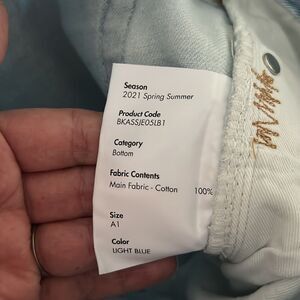 Season
2021 Spring Summer
Product Code
BKASSJE05LB1
Category
Bottom
Fabric Contents
Main Fabric - Cotton 100%
Size
A1
Color
LIGHT BLUE